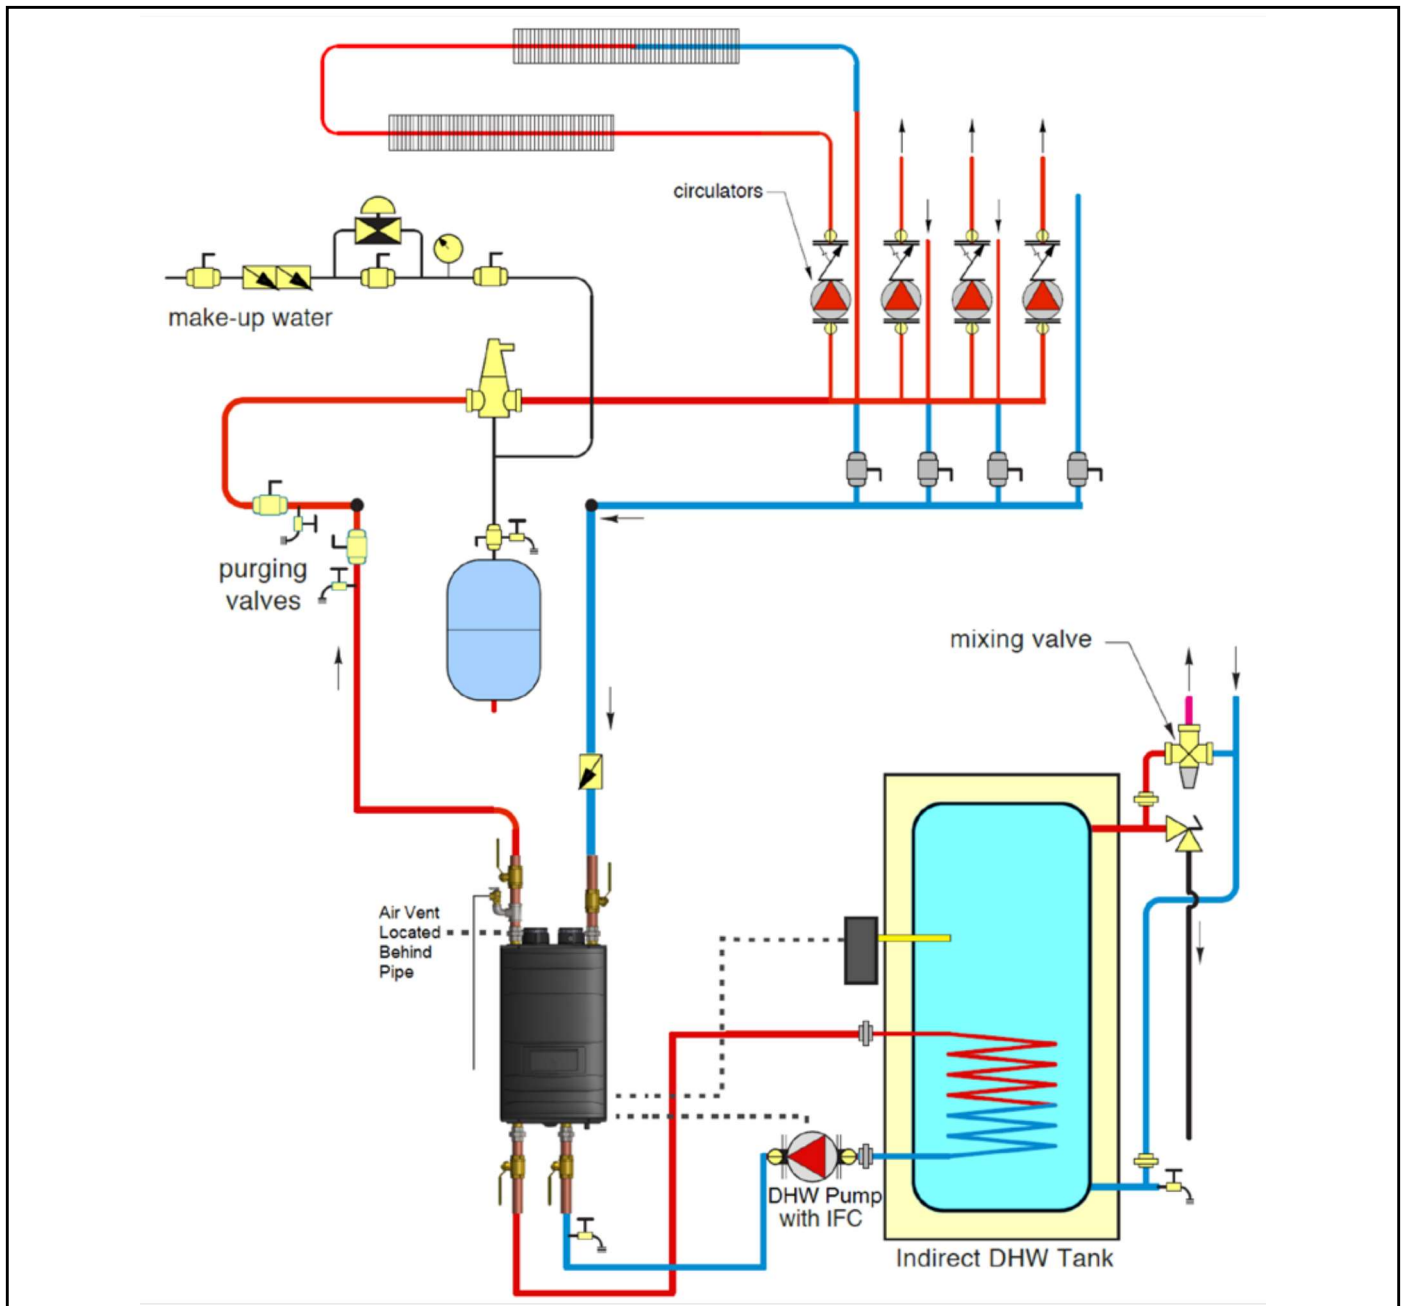 circulators
make-up water
purging
valves
mixing valve
Air Vent
Located
Behind
Pipe
DHW Pump
with IFC
Indirect DHW Tank